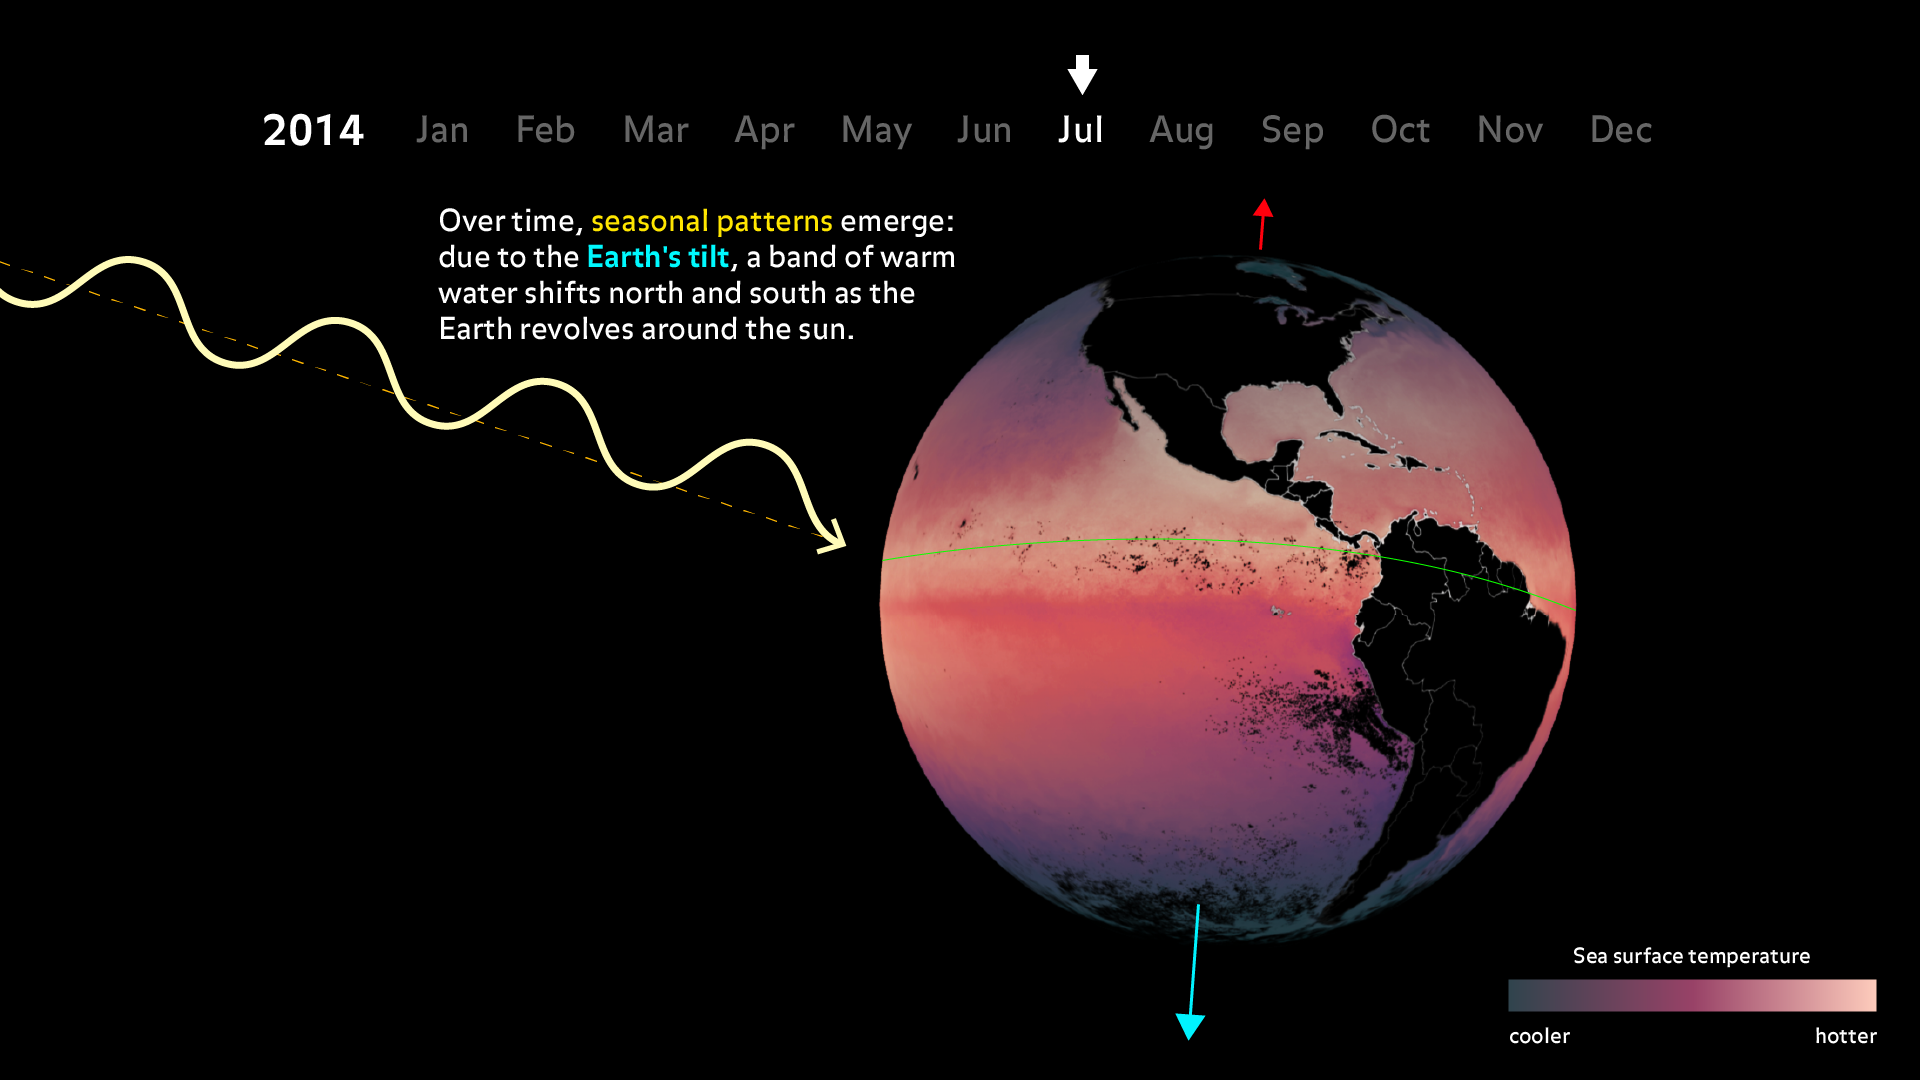 2014 Jan Feb Mar Apr May Jun Jul Aug Sep Oct Nov Dec
Over time, seasonal patterns emerge:
due to the Earth's tilt, a band of warm
water shifts north and south as the
Earth revolves around the sun.
Sea surface temperature
cooler hotter